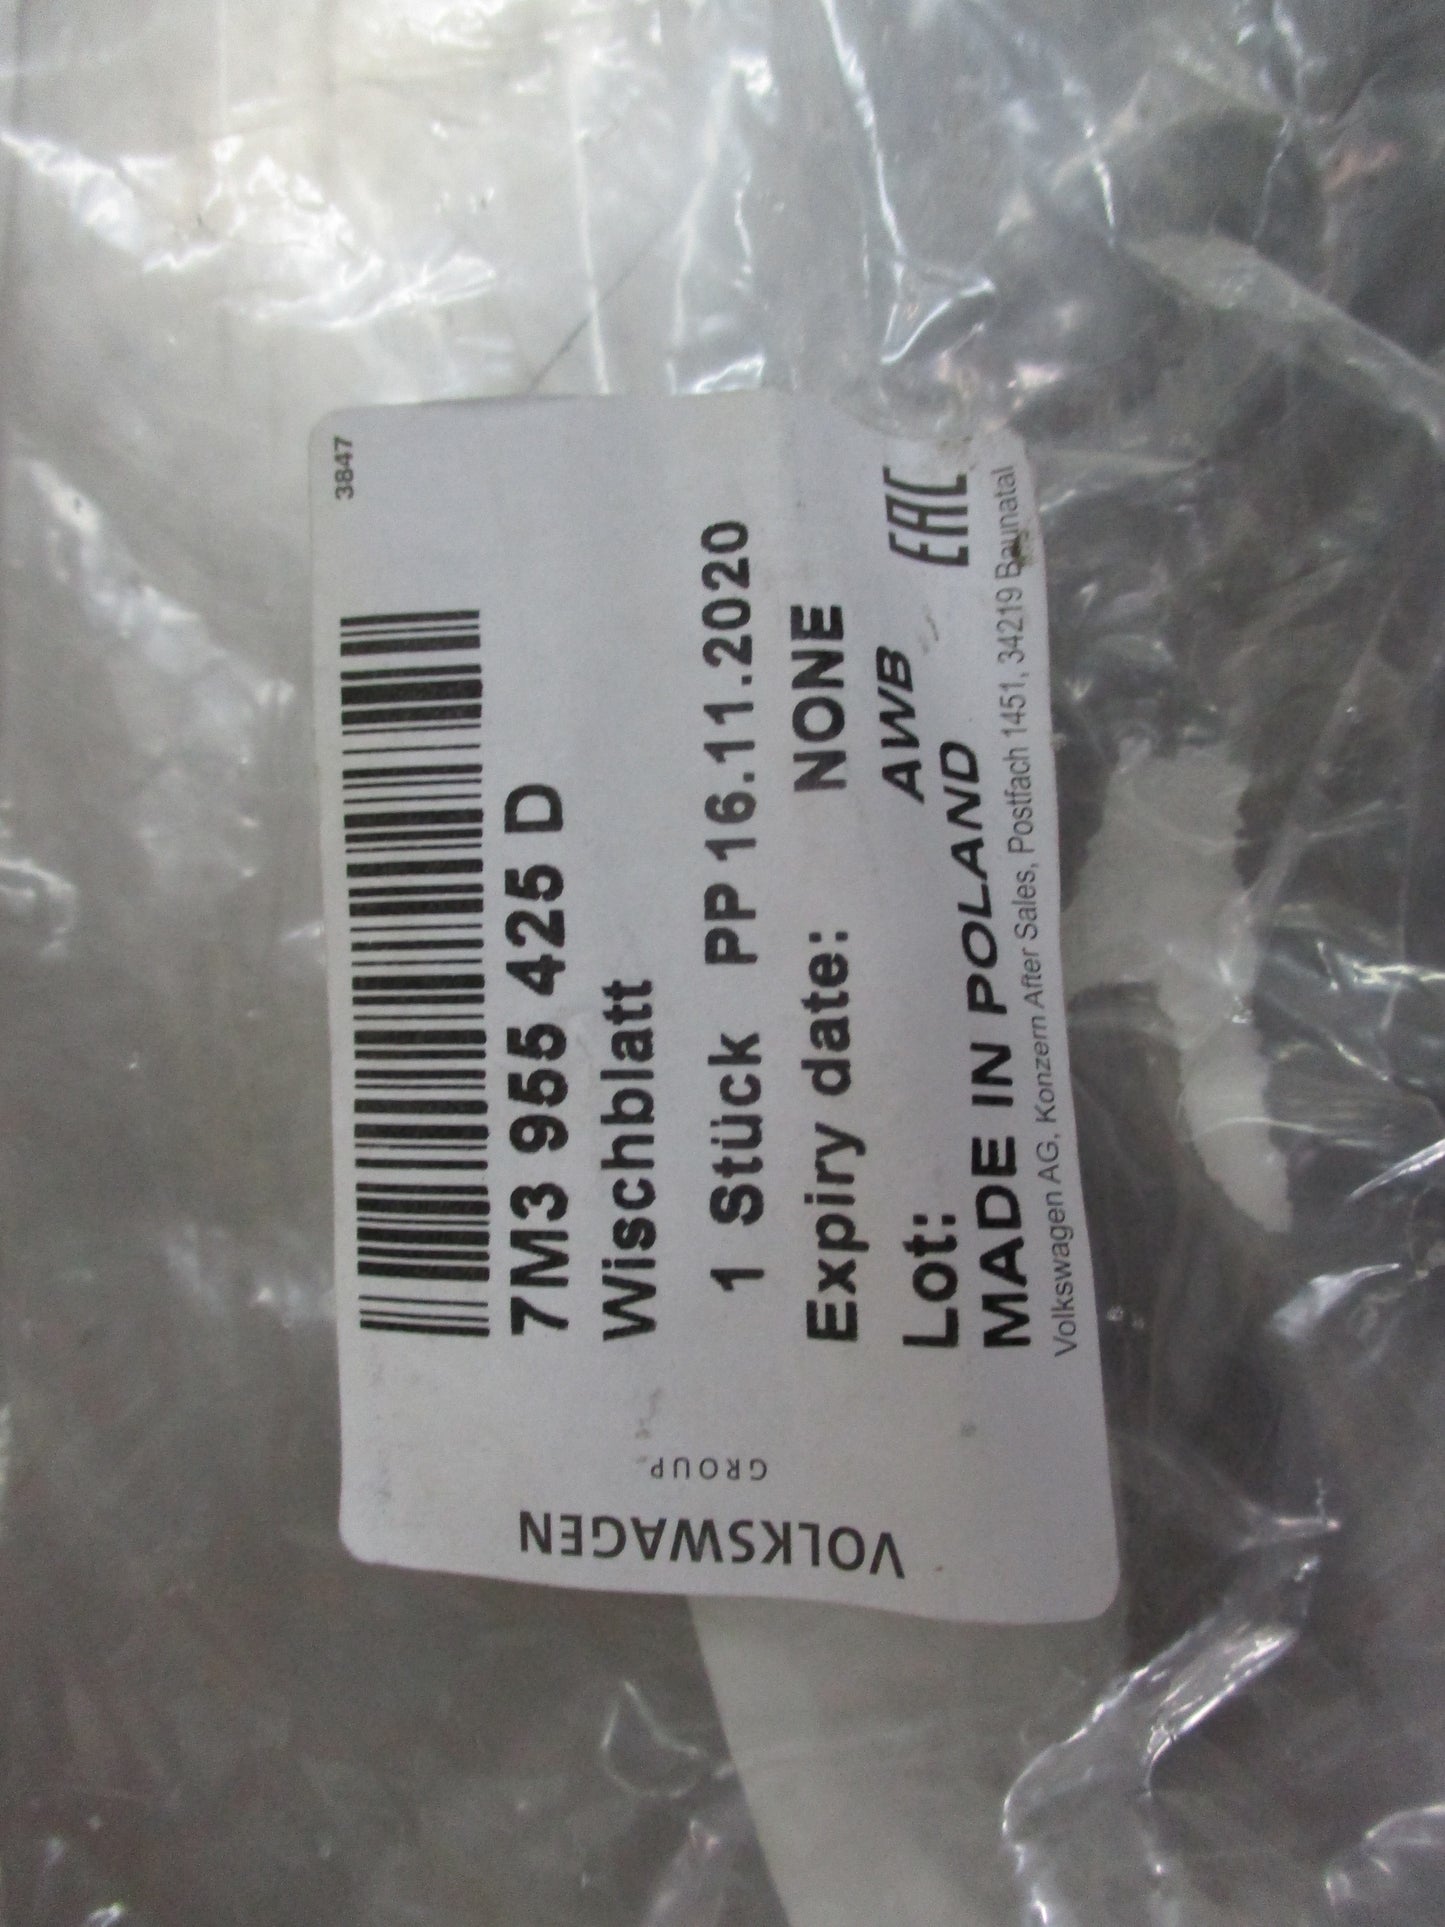 3847
7M3 955 425 D
Wischblatt
1 Stück PP 16.11.2020
Expiry date: NONE
Lot: AWB
MADE IN POLAND
EAC
Volkswagen AG, Konzern After Sales, Postfach 1451, 34219 Baunatal
VOLKSWAGEN
GROUP